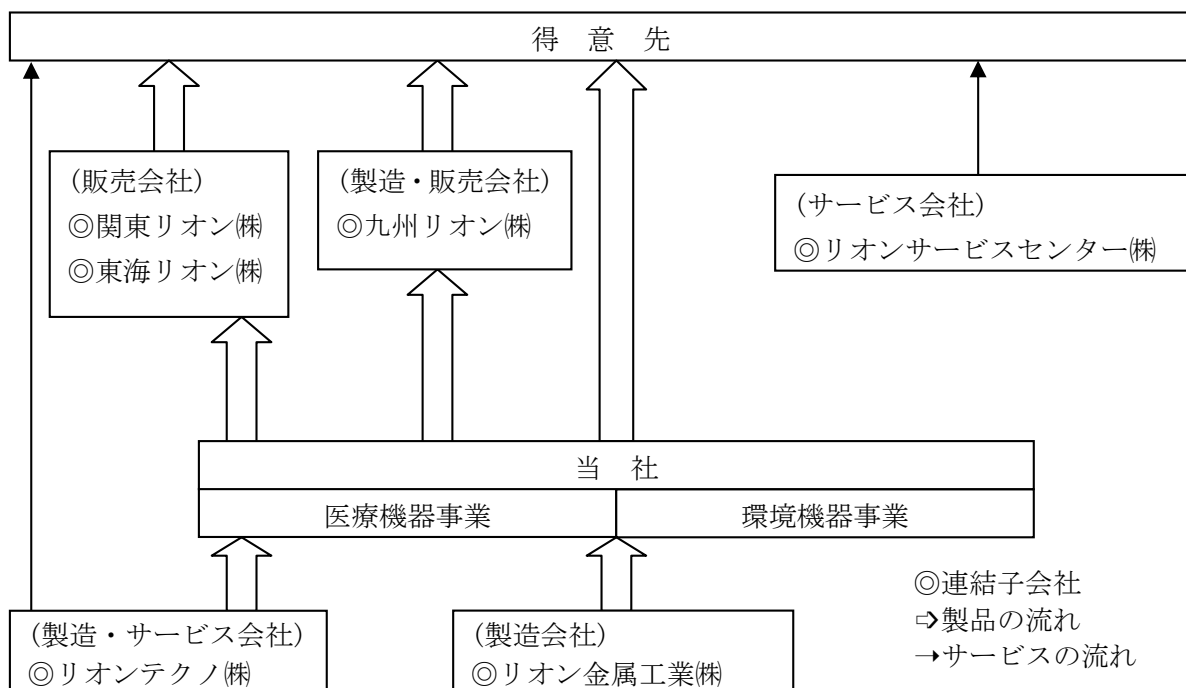 得 意 先
(販売会社)
◎関東リオン㈱
◎東海リオン㈱
(製造・販売会社)
◎九州リオン㈱
(サービス会社)
◎リオンサービスセンター㈱
当 社
医療機器事業
環境機器事業
(製造・サービス会社)
◎リオンテクノ㈱
(製造会社)
◎リオン金属工業㈱
◎連結子会社
⇨製品の流れ
→サービスの流れ